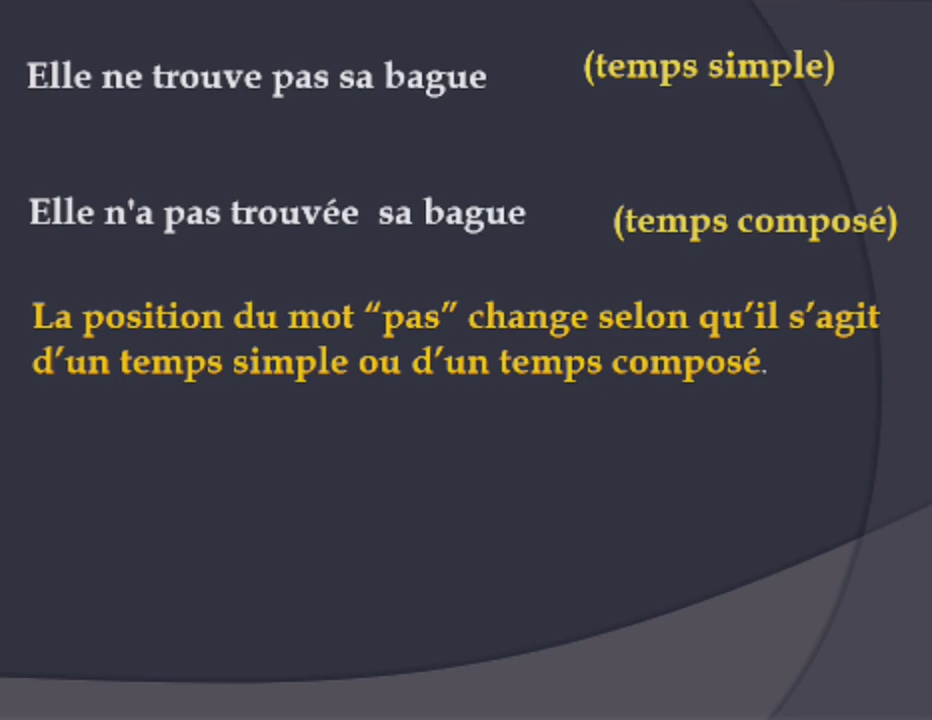 Elle ne trouve pas sa bague (temps simple)
Elle n'a pas trouvée sa bague (temps composé)
La position du mot “pas” change selon qu’il s’agit
d’un temps simple ou d’un temps composé.